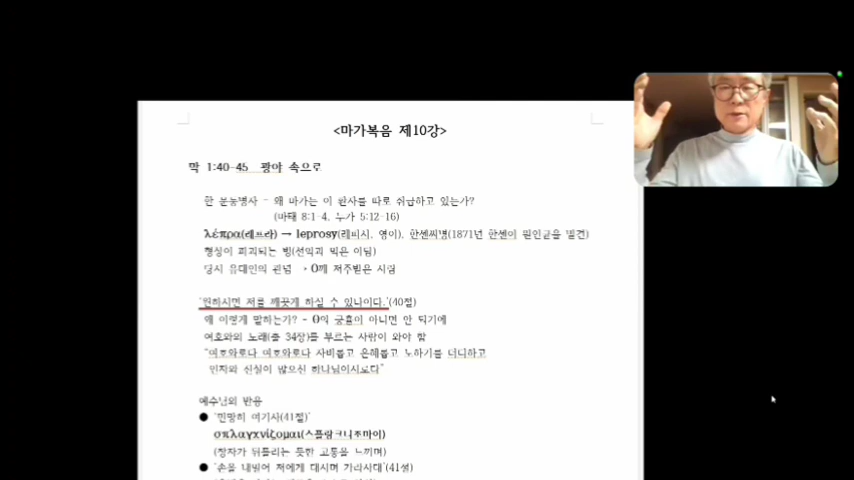 <마가복음 제10강>
막 1:40-45 광야 속으로
한 문둥병자 - 왜 마가는 이 환자를 따로 취급하고 있는가?
(마태 8:1-4, 누가 5:12-16)
λέπρα(레프라) → leprosy(레프시, 영어), 한센씨병(1871년 한센이 원인균을 발견)
형상이 파괴되는 병(선악과 먹은 이담)
당시 유대인의 관념 → θ께 저주받은 사람
'원하시면 저를 깨끗게 하실 수 있나이다.'(40절)
왜 이렇게 말하는가? - θ의 긍휼이 아니면 안 되기에
여호와의 노래(출 34장)를 부르는 사람이 와야 함
"여호와로다 여호와로다 자비롭고 은혜롭고 노하기를 더디하고
인자와 진실이 많으신 하나님이시로다"
예수님의 반응
● '민망히 여기사(41절)'
σπλαγχνίζομαι(스플랑크니조마이)
(창자가 뒤틀리는 듯한 고통을 느끼며)
● '손을 내밀어 저에게 대시며 가라사대'(41절)